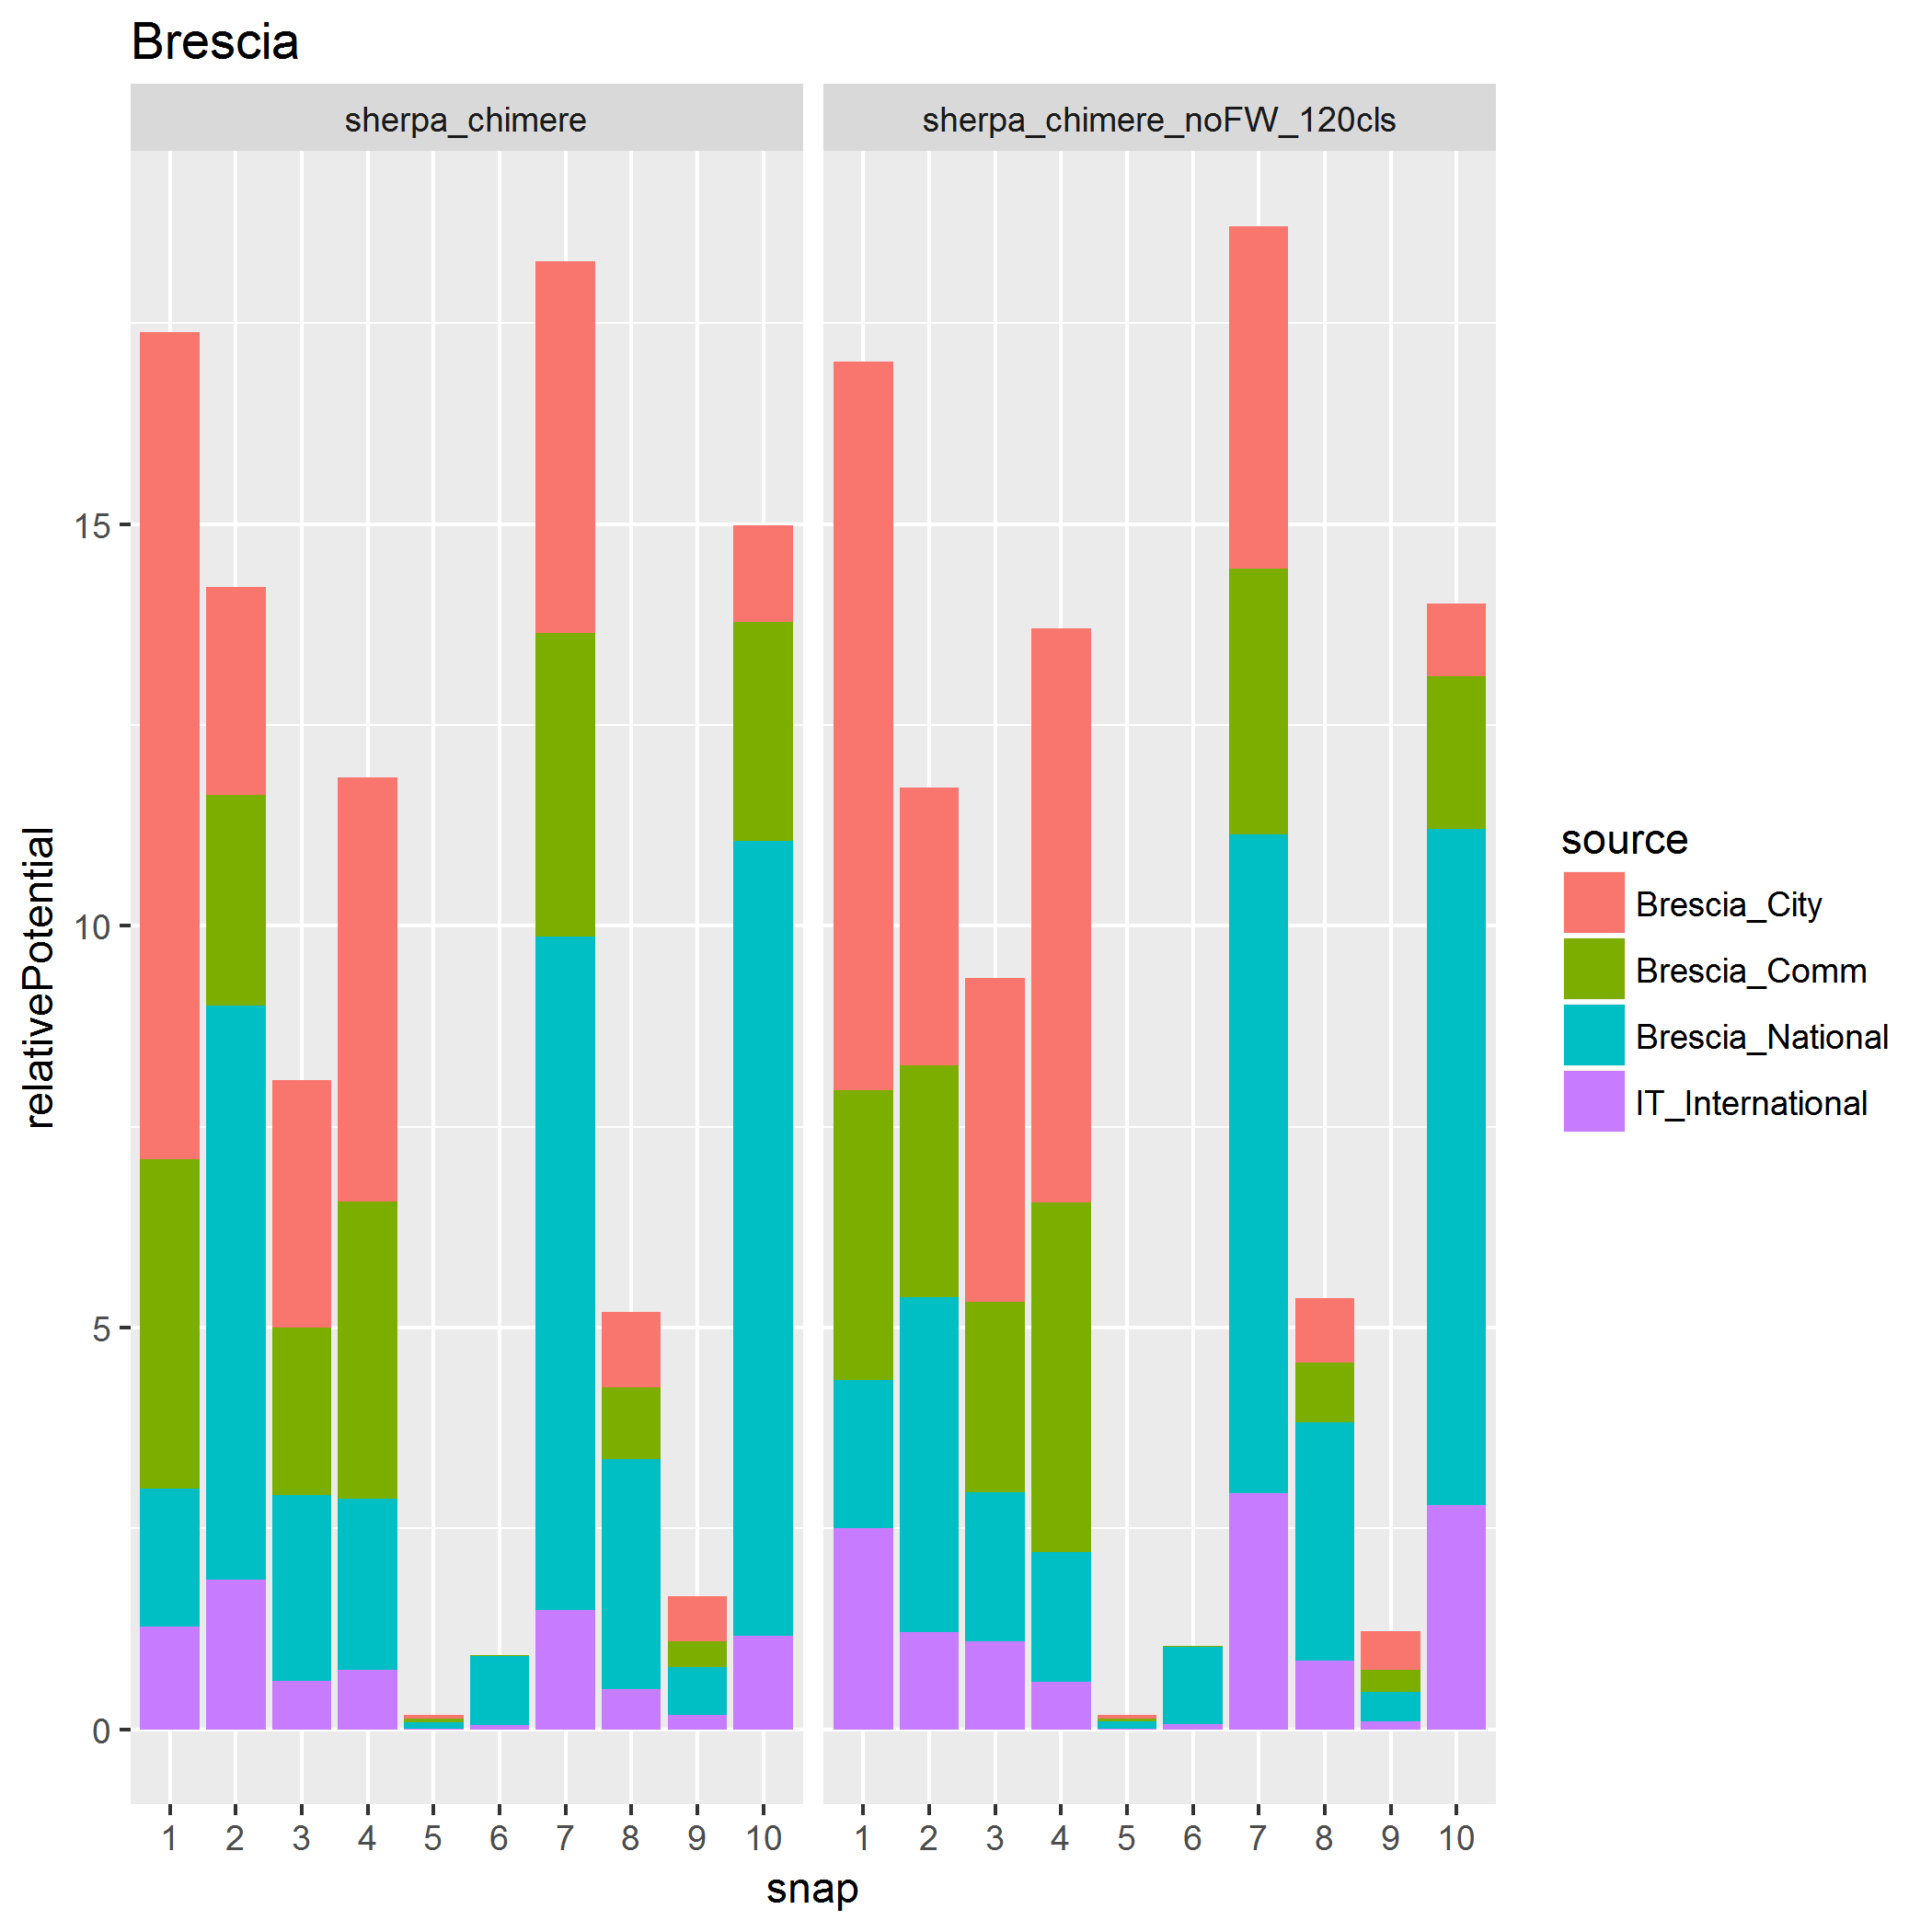 Brescia
sherpa_chimere
sherpa_chimere_noFW_120cls
relativePotential
15
10
5
0
1 2 3 4 5 6 7 8 9 10
1 2 3 4 5 6 7 8 9 10
snap
source
Brescia_City
Brescia_Comm
Brescia_National
IT_International